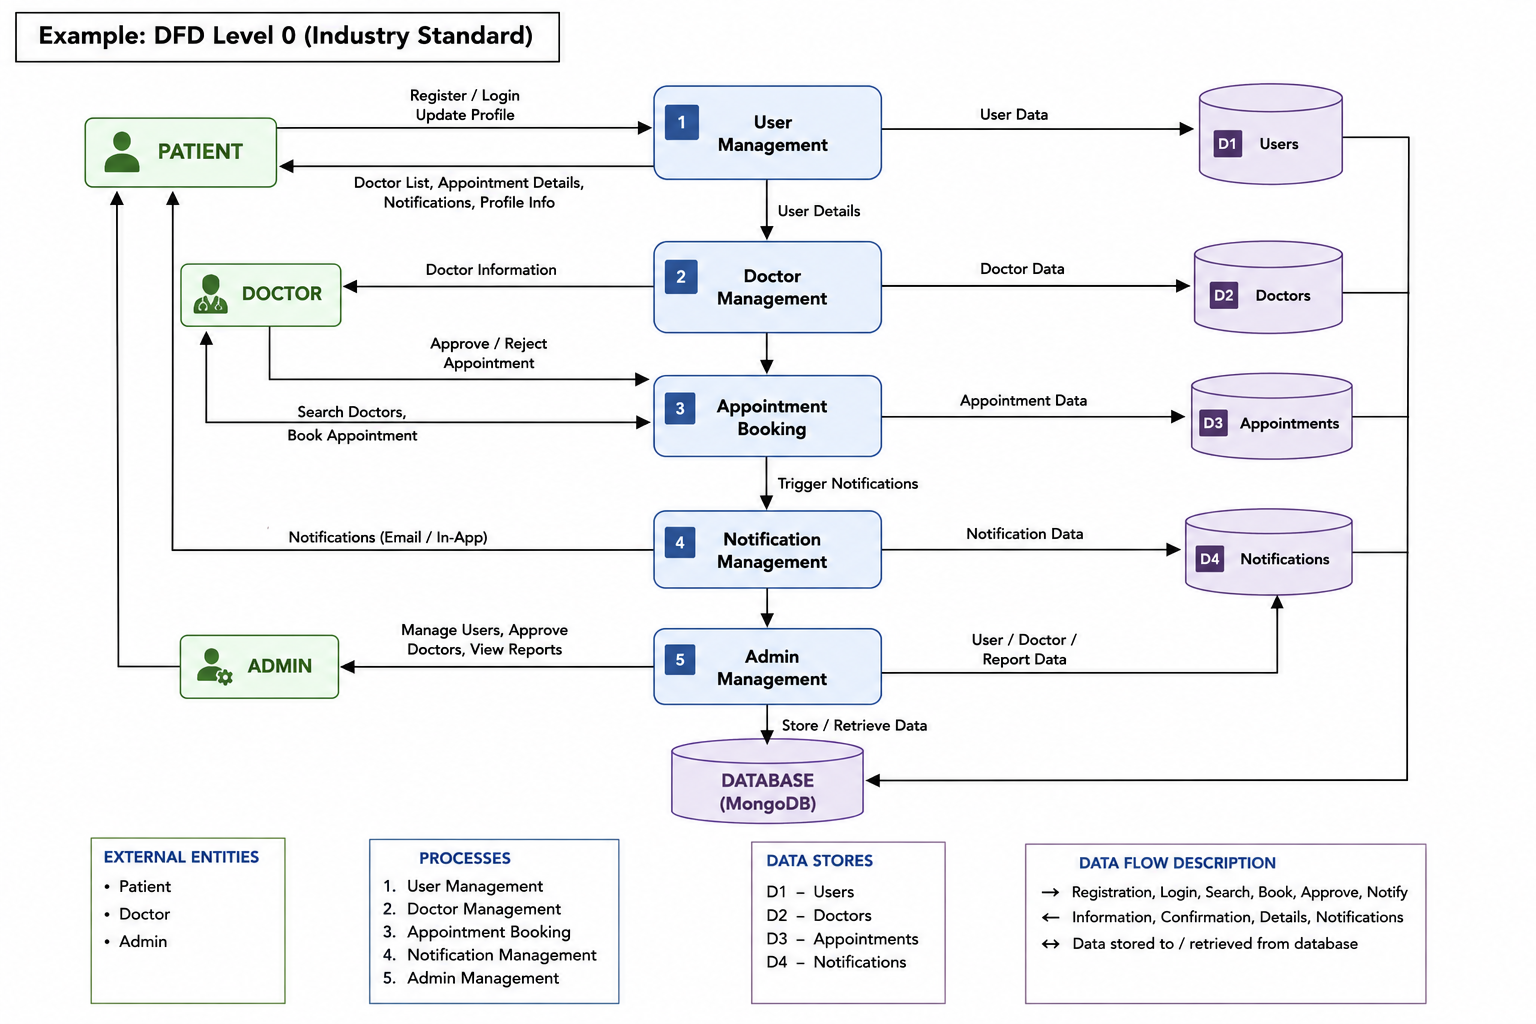 Example: DFD Level 0 (Industry Standard)
Register / Login
Update Profile
PATIENT
1
User
Management
User Data
D1
Users
Doctor List, Appointment Details,
Notifications, Profile Info
User Details
DOCTOR
Doctor Information
2
Doctor
Management
Doctor Data
D2
Doctors
Approve / Reject
Appointment
Search Doctors,
Book Appointment
3
Appointment
Booking
Appointment Data
D3
Appointments
Trigger Notifications
Notifications (Email / In-App)
4
Notification
Management
Notification Data
D4
Notifications
ADMIN
Manage Users, Approve
Doctors, View Reports
5
Admin
Management
User / Doctor /
Report Data
Store / Retrieve Data
DATABASE
(MongoDB)
EXTERNAL ENTITIES
• Patient
• Doctor
• Admin
PROCESSES
1. User Management
2. Doctor Management
3. Appointment Booking
4. Notification Management
5. Admin Management
DATA STORES
D1 – Users
D2 – Doctors
D3 – Appointments
D4 – Notifications
DATA FLOW DESCRIPTION
→ Registration, Login, Search, Book, Approve, Notify
← Information, Confirmation, Details, Notifications
↔ Data stored to / retrieved from database